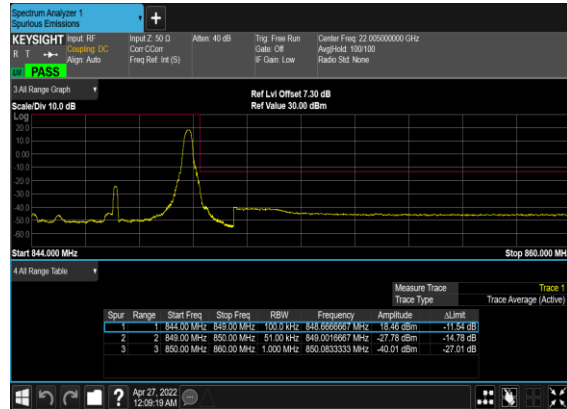 Spectrum Analyzer 1
Spurious Emissions
+
KEYSIGHT Input: RF Input Z: 50 Ω Atten: 40 dB Trig: Free Run Center Freq: 22.005000000 GHz
R T Coupling: DC Corr CCorr Gate: Off Avg|Hold: 100/100
Align: Auto Freq Ref: Int (S) IF Gain: Low Radio Std: None
PASS
3 All Range Graph
Ref Lvl Offset 7.30 dB
Scale/Div 10.0 dB Ref Value 30.00 dBm
Log
20.0
10.0
0.00
-10.0
-20.0
-30.0
-40.0
-50.0
-60.0
Start 844.000 MHz Stop 860.000 MH
4 All Range Table
Measure Trace Trace 1
Trace Type Trace Average (Active)
Spur Range Start Freq Stop Freq RBW Frequency Amplitude ΔLimit
1 1 844.00 MHz 849.00 MHz 100.0 kHz 848.6666667 MHz 18.46 dBm -11.54 dB
2 2 849.00 MHz 850.00 MHz 51.00 kHz 849.0016667 MHz -27.78 dBm -14.78 dB
3 3 850.00 MHz 860.00 MHz 1.000 MHz 850.0833333 MHz -40.01 dBm -27.01 dB
? Apr 27, 2022
12:09:19 AM